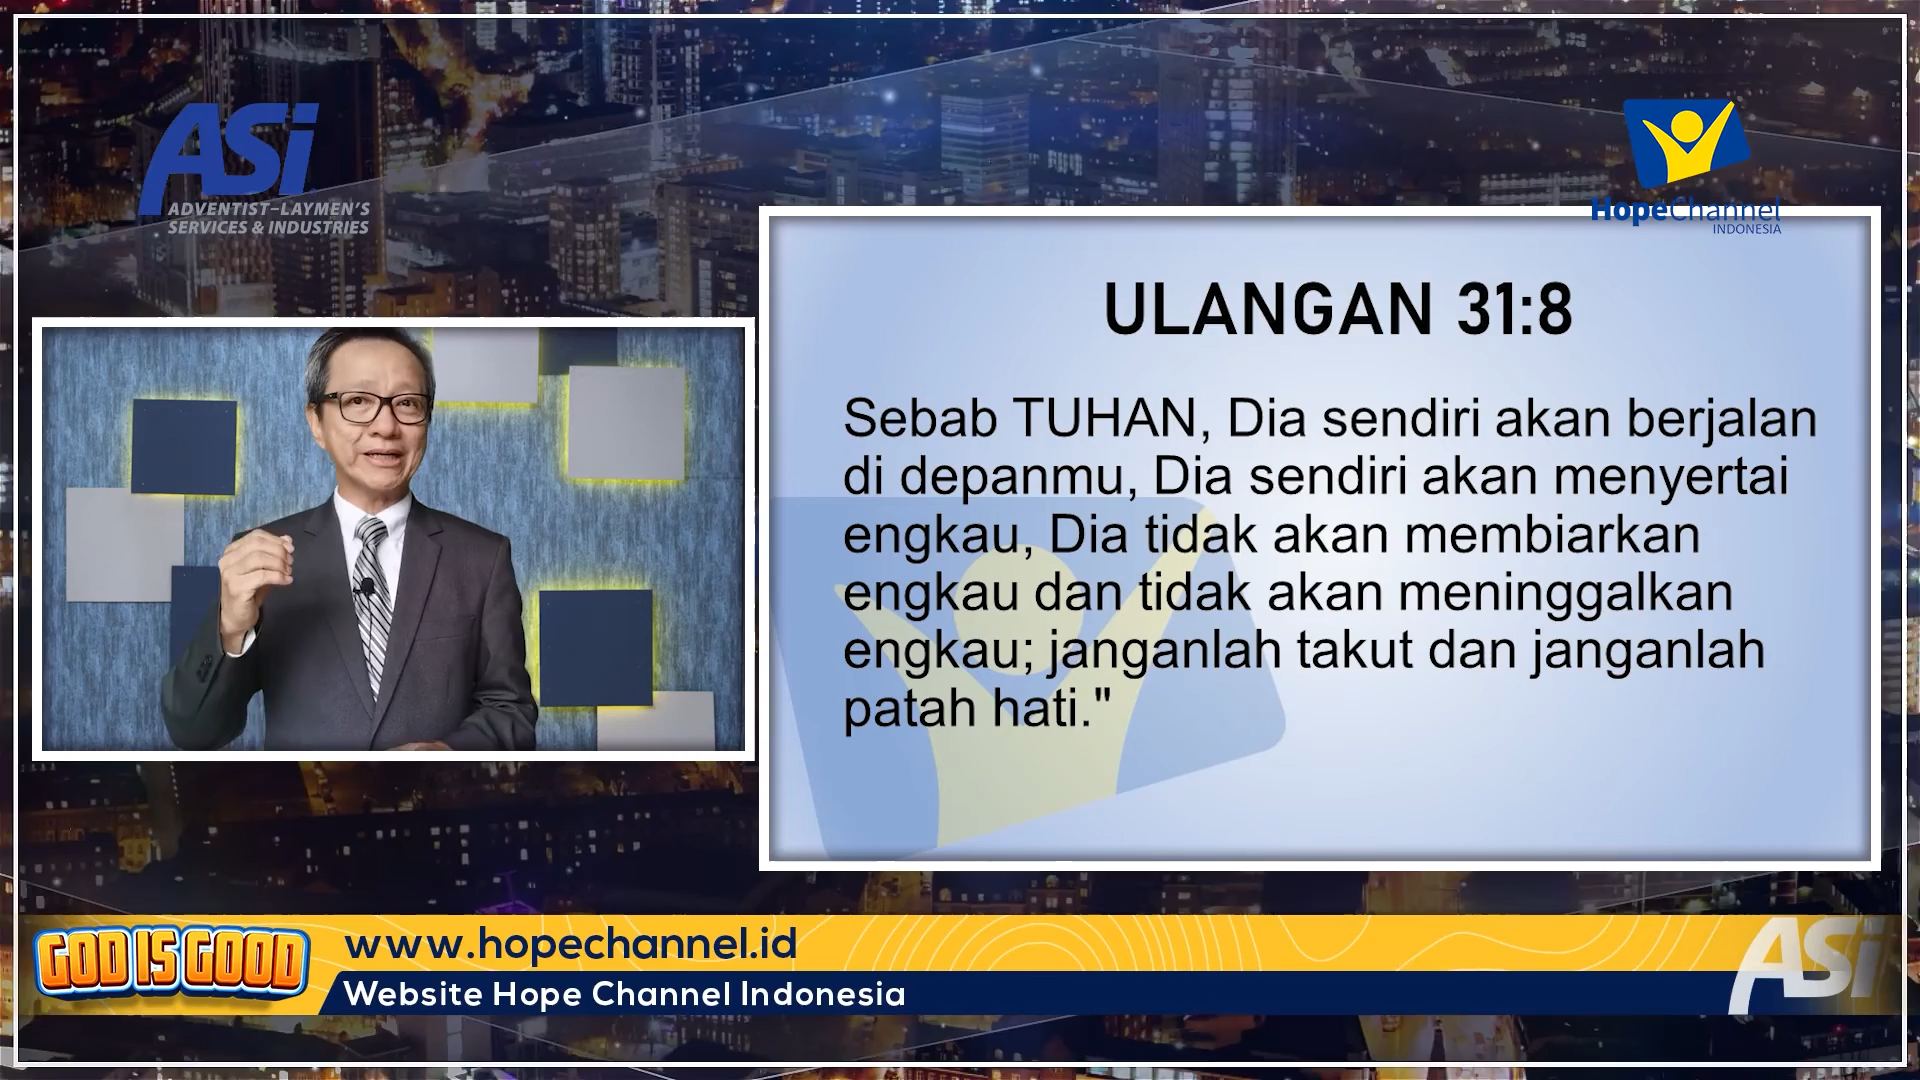 ASi
ADVENTIST-LAYMEN'S
SERVICES & INDUSTRIES
HopeChannel
INDONESIA
ULANGAN 31:8
Sebab TUHAN, Dia sendiri akan berjalan
di depanmu, Dia sendiri akan menyertai
engkau, Dia tidak akan membiarkan
engkau dan tidak akan meninggalkan
engkau; janganlah takut dan janganlah
patah hati."
GOD IS GOOD
www.hopechannel.id
Website Hope Channel Indonesia
ASi